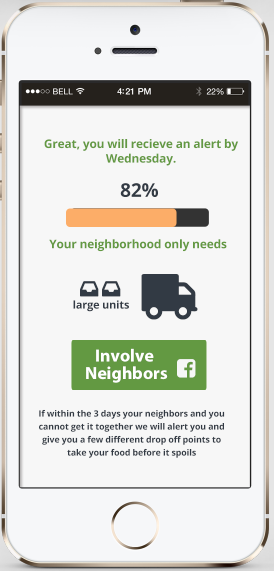 BELL 4:21 PM 22%
Great, you will recieve an alert by
Wednesday.
82%
Your neighborhood only needs
large units
Involve
Neighbors f
If within the 3 days your neighbors and you
cannot get it together we will alert you and
give you a few different drop off points to
take your food before it spoils